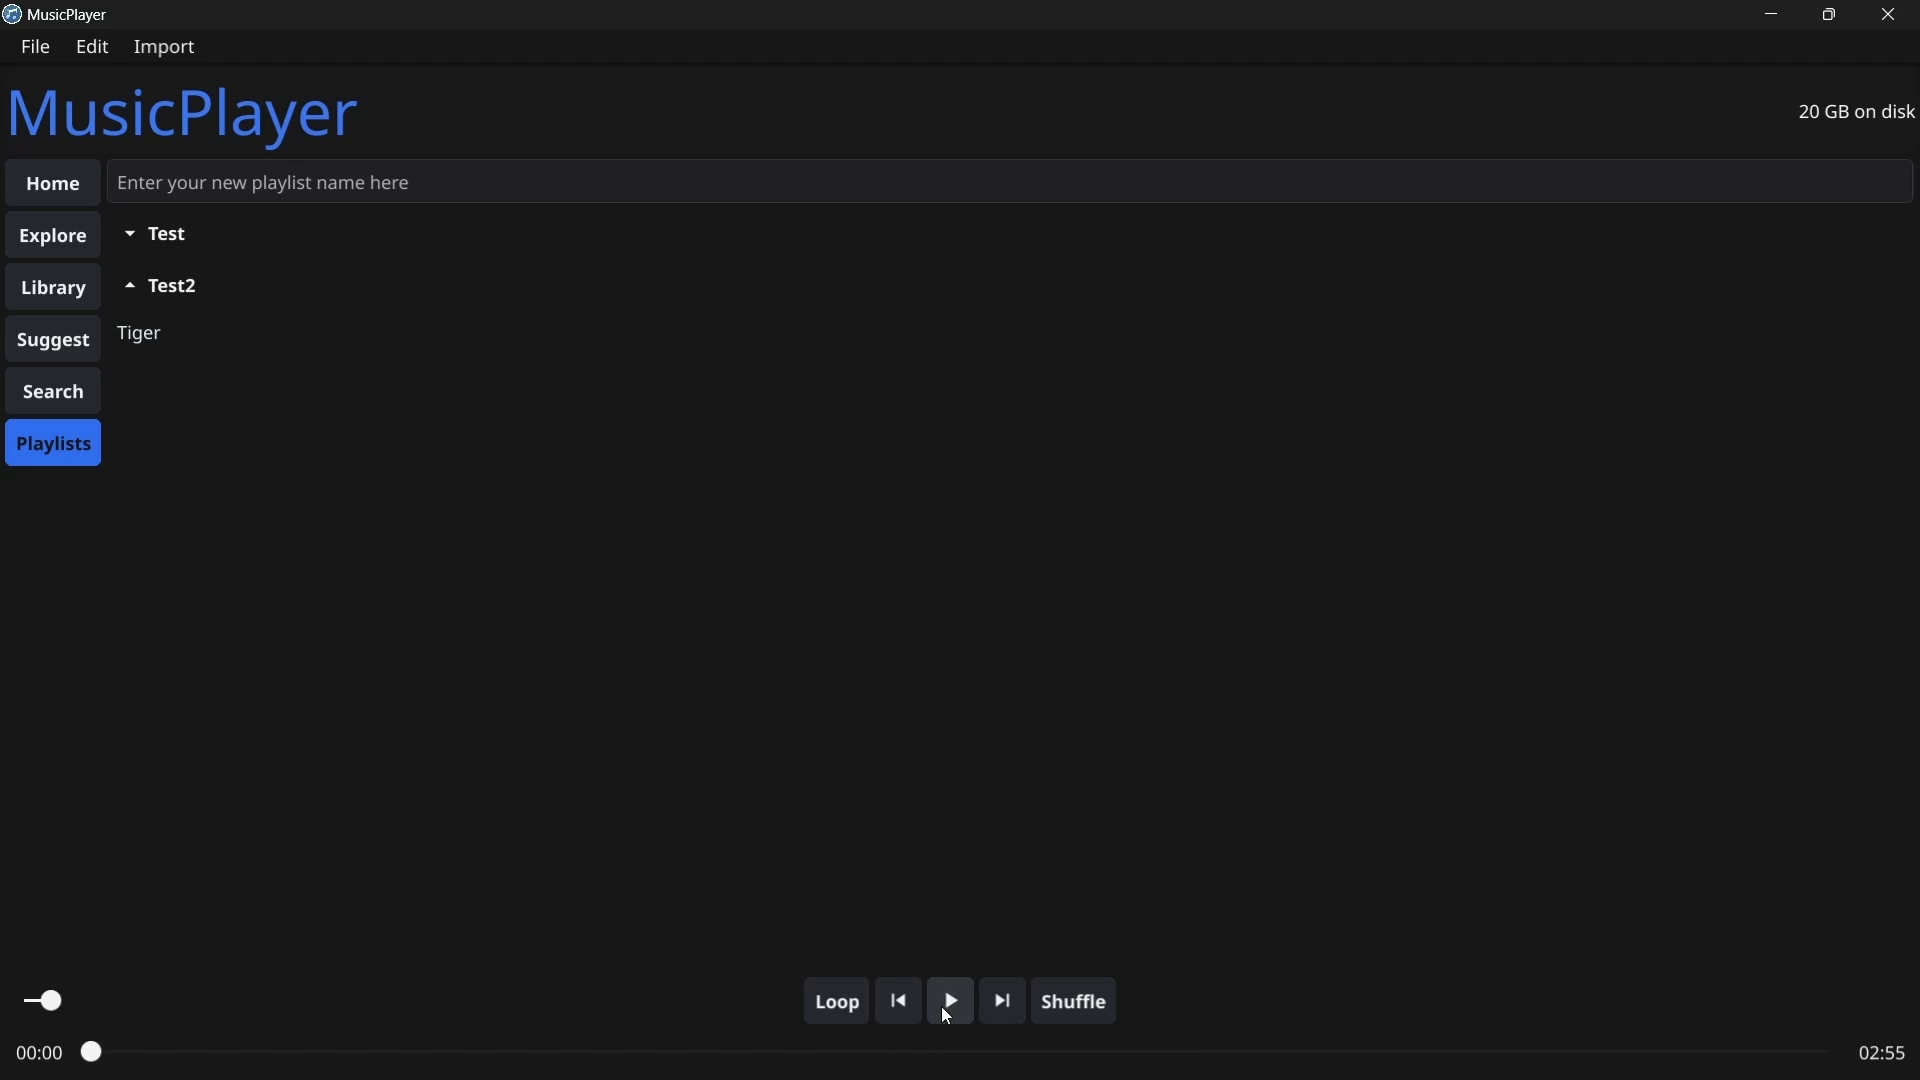 MusicPlayer
File Edit Import
MusicPlayer
20 GB on disk
Home
Enter your new playlist name here
Explore
Test
Library
Test2
Suggest
Tiger
Search
Playlists
Loop
Shuffle
00:00
02:55